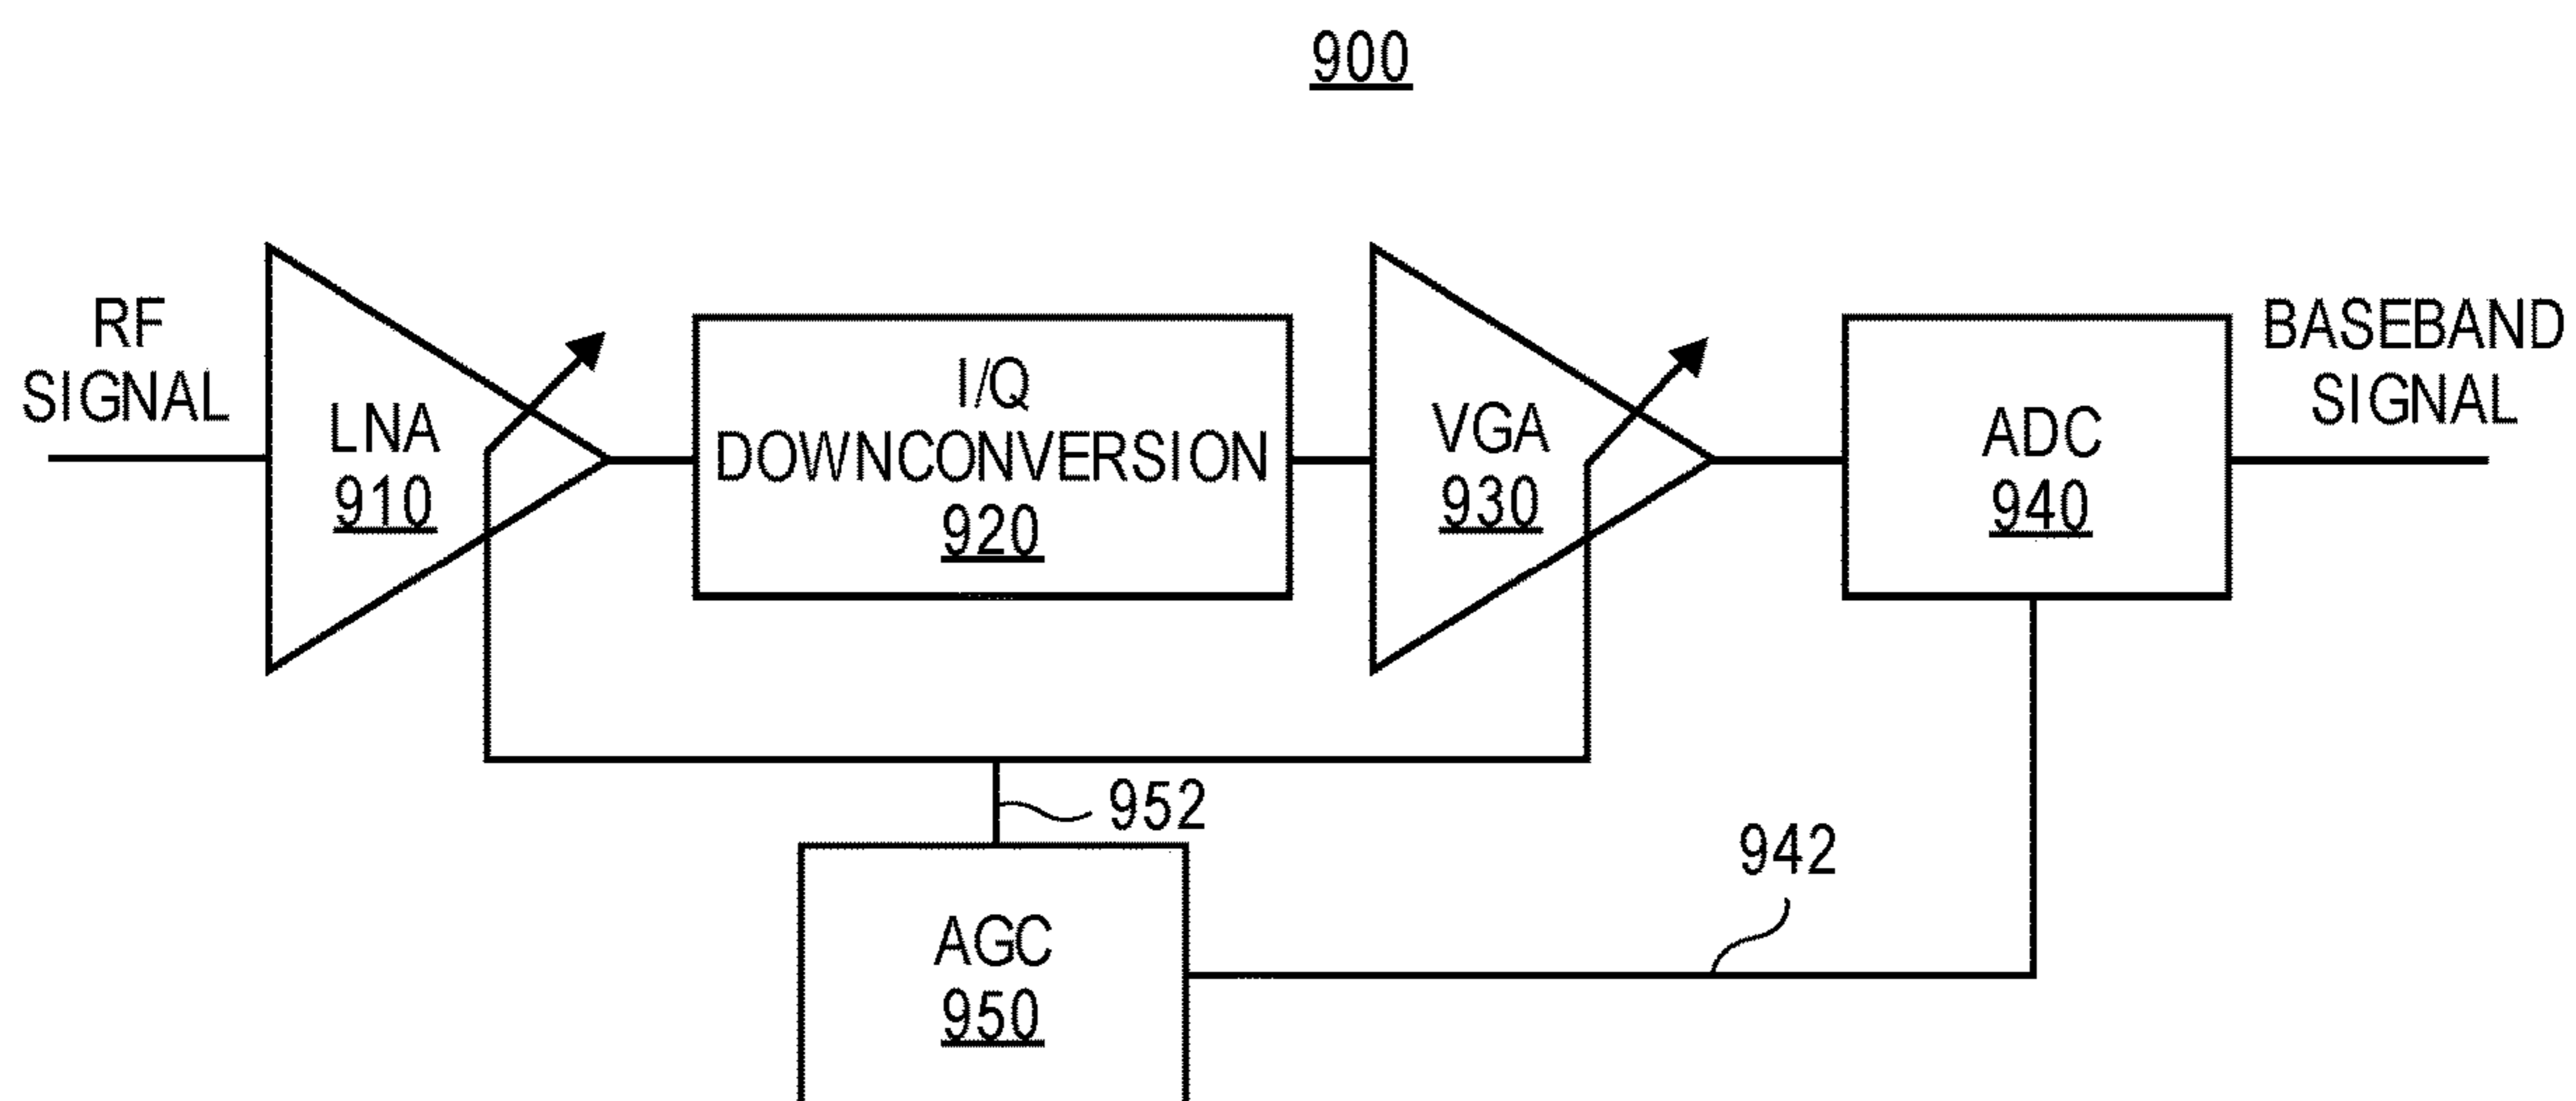 900
RF
SIGNAL
LNA
910
I/Q
DOWNCONVERSION
920
VGA
930
ADC
940
BASEBAND
SIGNAL
952
942
AGC
950